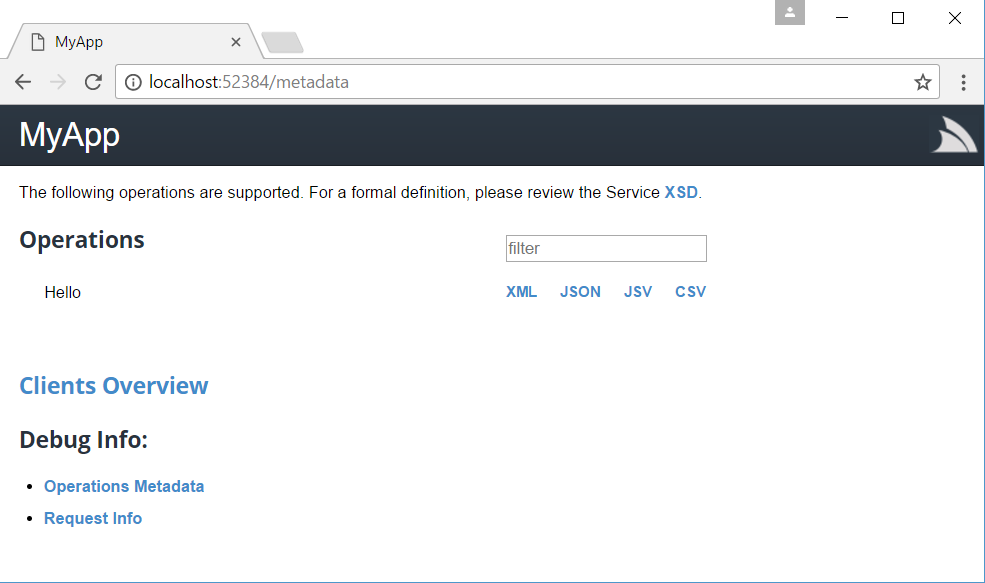 MyApp
localhost:52384/metadata
MyApp
The following operations are supported. For a formal definition, please review the Service XSD.
Operations
filter
Hello XML JSON JSV CSV
Clients Overview
Debug Info:
Operations Metadata
Request Info